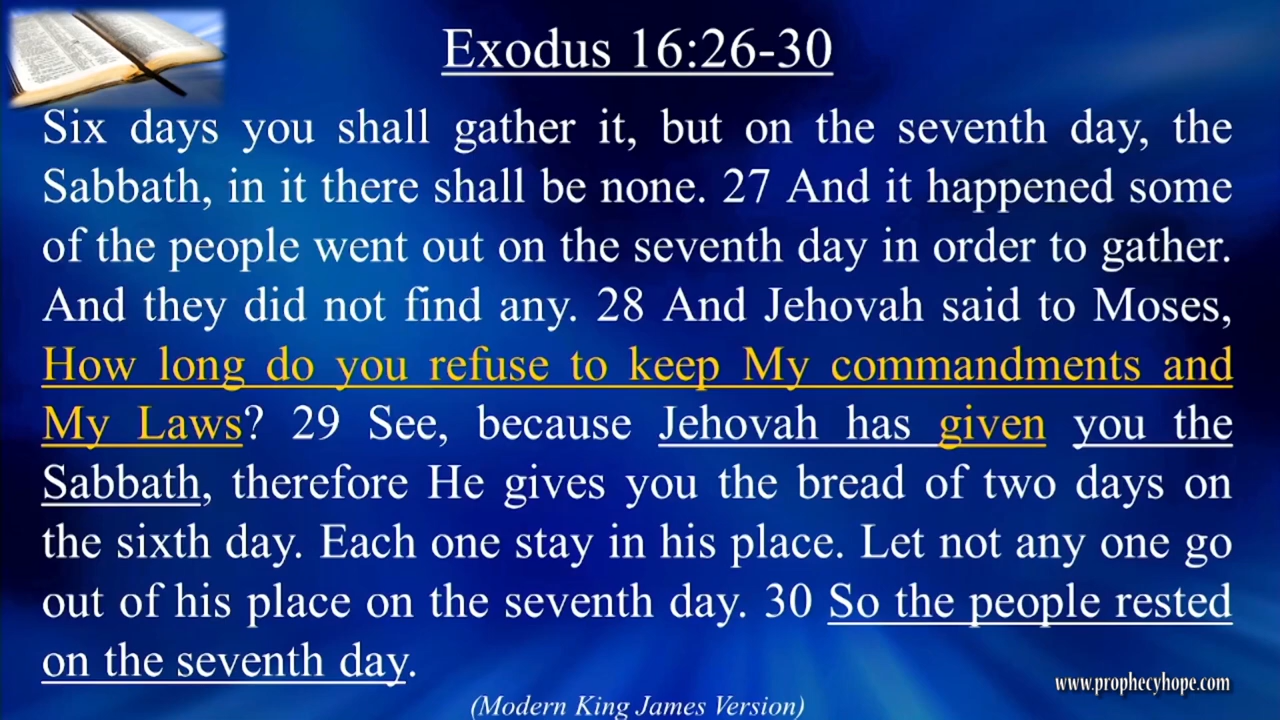 Exodus 16:26-30
Six days you shall gather it, but on the seventh day, the
Sabbath, in it there shall be none. 27 And it happened some
of the people went out on the seventh day in order to gather.
And they did not find any. 28 And Jehovah said to Moses,
How long do you refuse to keep My commandments and
My Laws? 29 See, because Jehovah has given you the
Sabbath, therefore He gives you the bread of two days on
the sixth day. Each one stay in his place. Let not any one go
out of his place on the seventh day. 30 So the people rested
on the seventh day.
www.prophecyhope.com
(Modern King James Version)